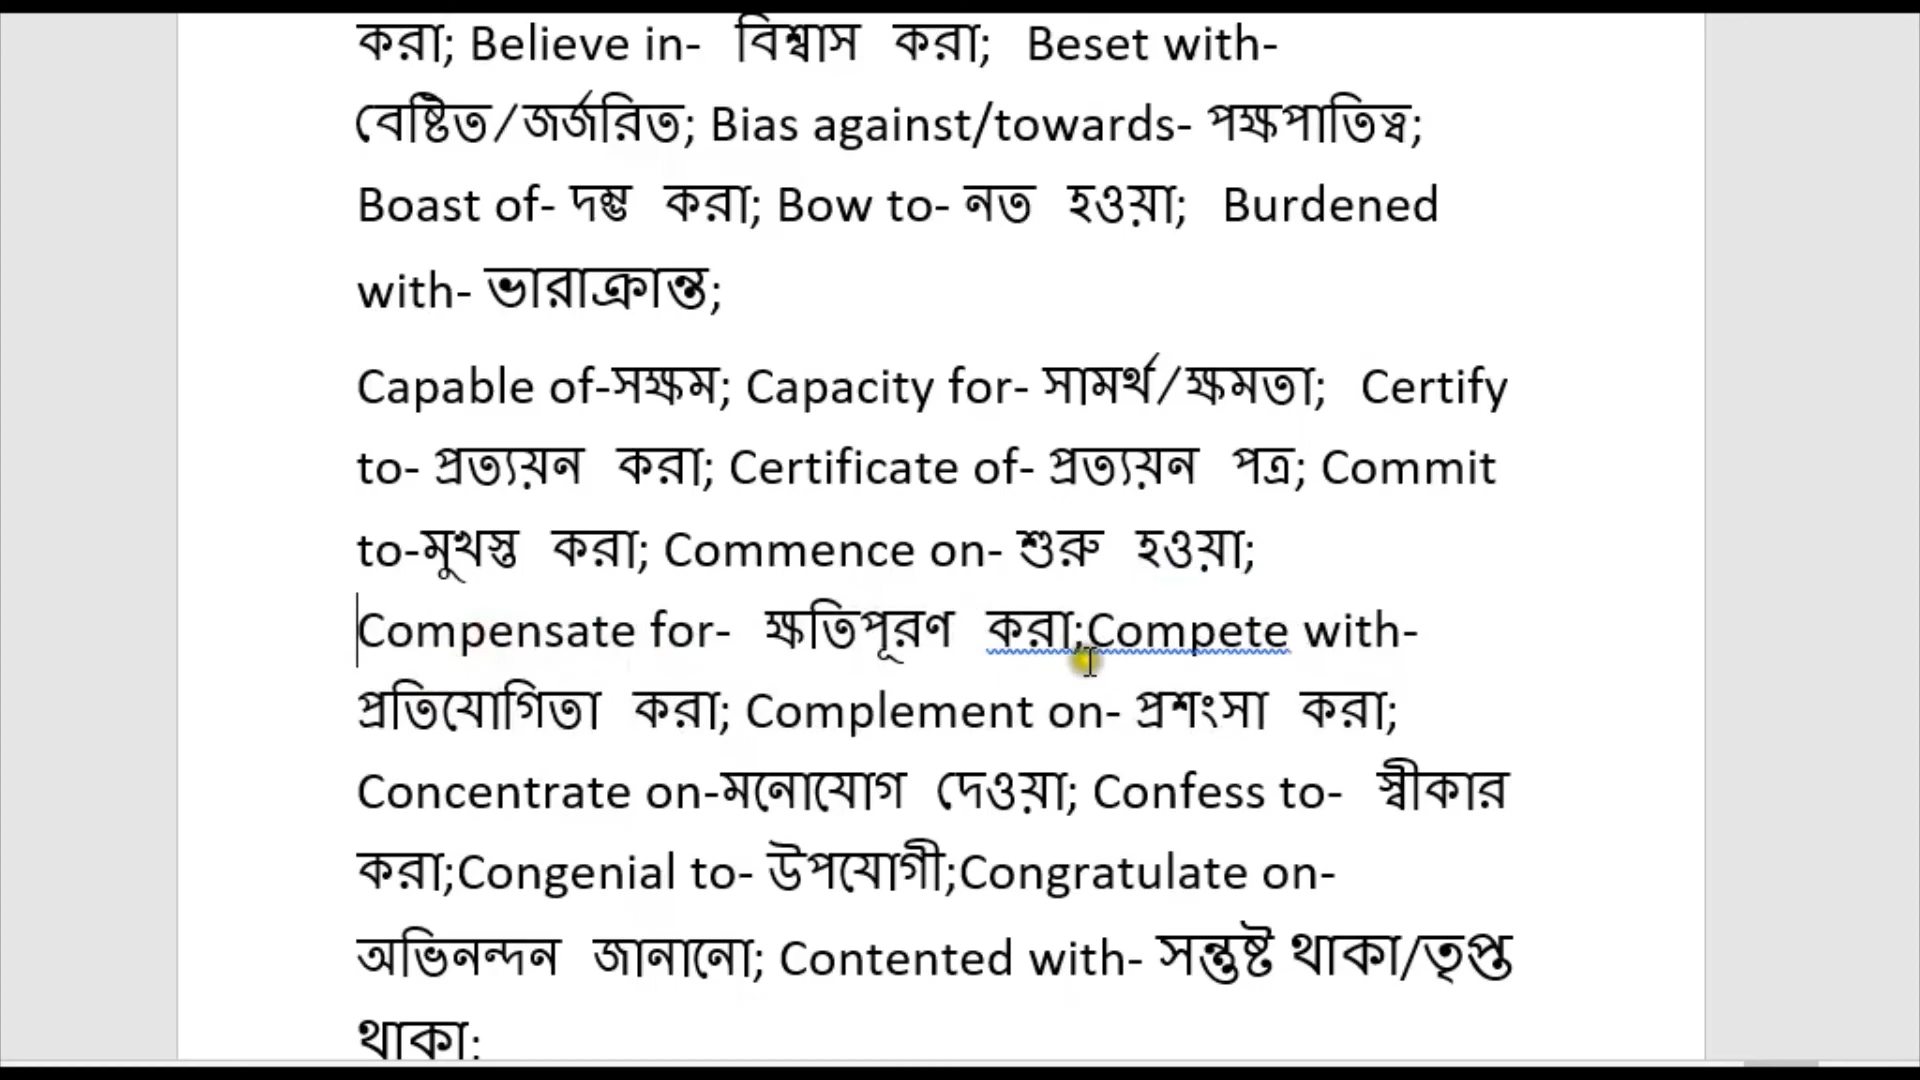 করা; Believe in- বিশ্বাস করা; Beset with-
বেষ্টিত/জর্জরিত; Bias against/towards- পক্ষপাতিত্ব;
Boast of- দম্ভ করা; Bow to- নত হওয়া; Burdened
with- ভারাক্রান্ত;
Capable of-সক্ষম; Capacity for- সামর্থ/ক্ষমতা; Certify
to- প্রত্যয়ন করা; Certificate of- প্রত্যয়ন পত্র; Commit
to-মুখস্ত করা; Commence on- শুরু হওয়া;
Compensate for- ক্ষতিপূরণ করা;Compete with-
প্রতিযোগিতা করা; Complement on- প্রশংসা করা;
Concentrate on-মনোযোগ দেওয়া; Confess to- স্বীকার
করা;Congenial to- উপযোগী;Congratulate on-
অভিনন্দন জানানো; Contented with- সন্তুষ্ট থাকা/তৃপ্ত
থাকা;